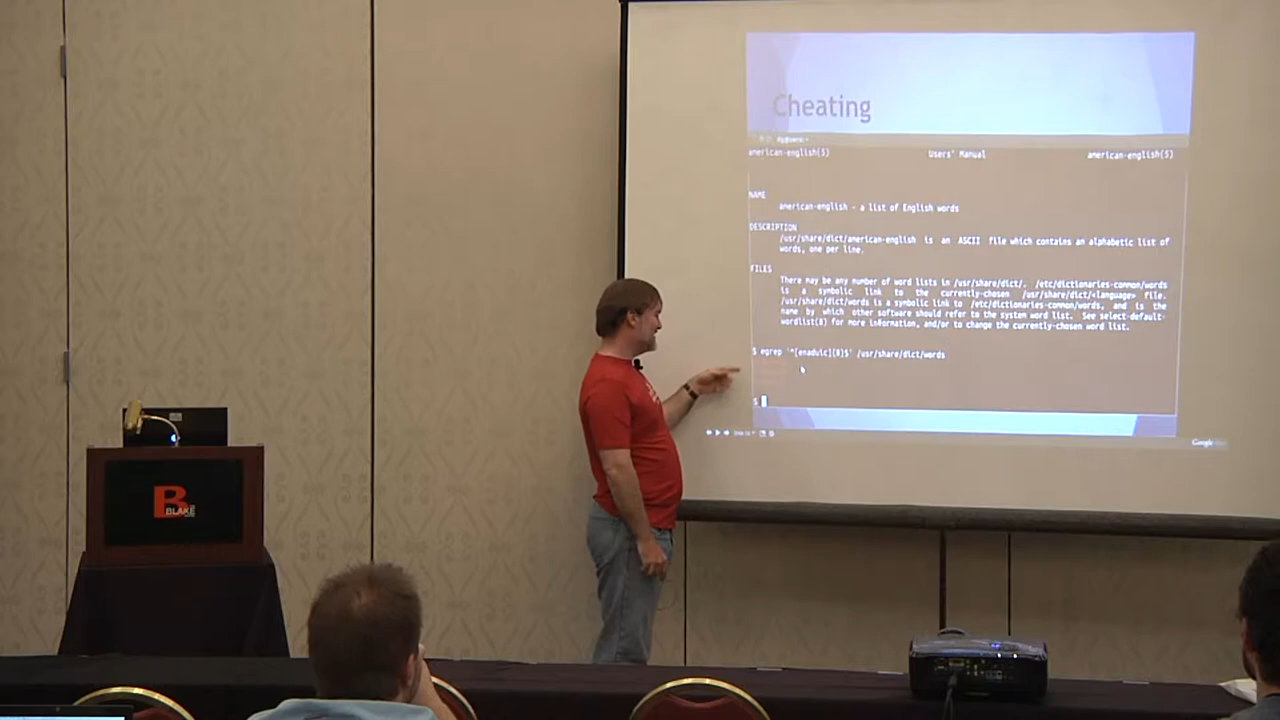 Cheating
american-english(5) Users' Manual american-english(5)
NAME
american-english - a list of English words
DESCRIPTION
/usr/share/dict/american-english is an ASCII file which contains an alphabetic list of
words, one per line.
FILES
There may be any number of word lists in /usr/share/dict/. /etc/dictionaries-common/words
is a symbolic link to the currently-chosen /usr/share/dict/<language> file.
/usr/share/dict/words is a symbolic link to /etc/dictionaries-common/words, and is the
name by which other software should refer to the system word list. See select-default-
wordlist(8) for more information, and/or to change the currently-chosen word list.
$ egrep '^[enaduic]{8}$' /usr/share/dict/words
$
Google
B
BLAKE